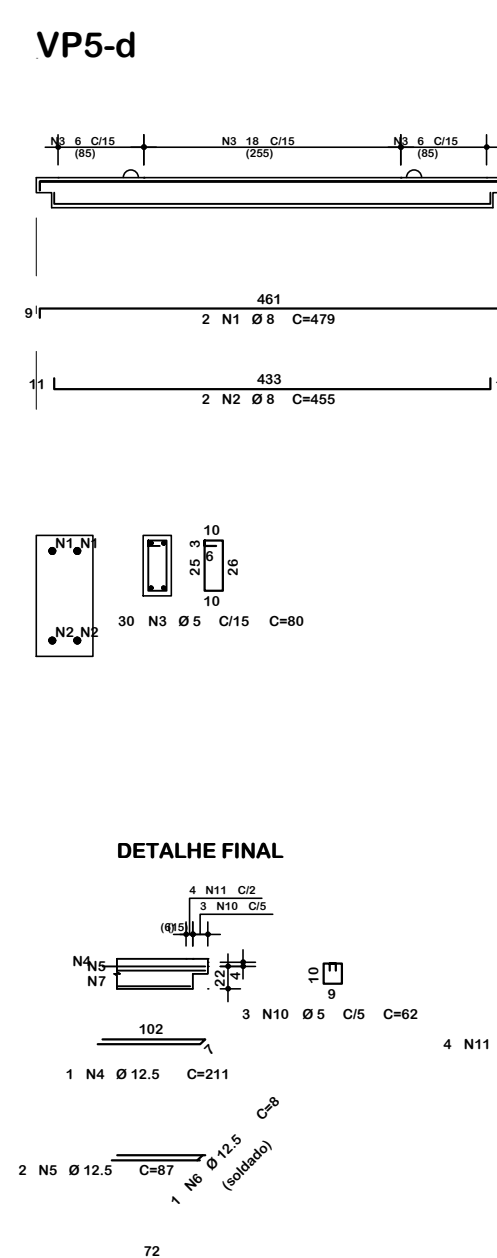 VP5-d
N3 6 C/15 N3 18 C/15 N3 6 C/15
(85) (255) (85)
461
9
2 N1 Ø 8 C=479
433
11
2 N2 Ø 8 C=455
N1 N1
N2 N2
10
3
6
25 26
10
30 N3 Ø 5 C/15 C=80
DETALHE FINAL
4 N11 C/2
3 N10 C/5
(6) (15)
N4
N5
N7
22 4
10
9
3 N10 Ø 5 C/5 C=62
4 N11
102
7
1 N4 Ø 12.5 C=211
2 N5 Ø 12.5 C=87
1 N6 Ø 12.5 C=8
(soldado)
72